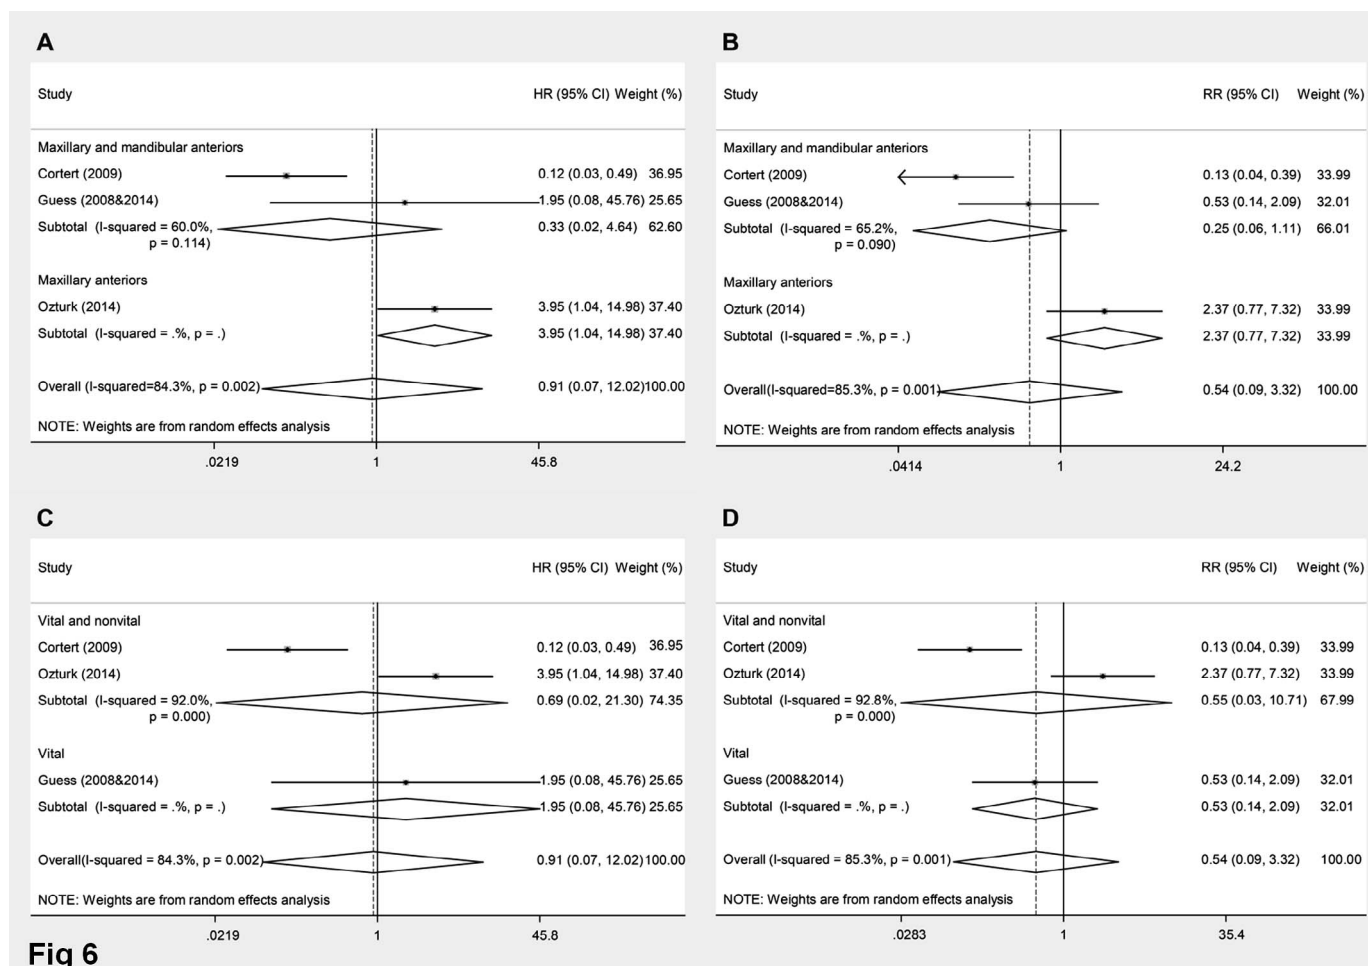 A
Study HR (95% CI) Weight (%)
Maxillary and mandibular anteriors
Cortert (2009) 0.12 (0.03, 0.49) 36.95
Guess (2008&2014) 1.95 (0.08, 45.76) 25.65
Subtotal (I-squared = 60.0%, 0.33 (0.02, 4.64) 62.60
p = 0.114)
Maxillary anteriors
Ozturk (2014) 3.95 (1.04, 14.98) 37.40
Subtotal (I-squared = .%, p = .) 3.95 (1.04, 14.98) 37.40
Overall (I-squared=84.3%, p = 0.002) 0.91 (0.07, 12.02)100.00
NOTE: Weights are from random effects analysis
.0219 1 45.8
B
Study RR (95% CI) Weight (%)
Maxillary and mandibular anteriors
Cortert (2009) 0.13 (0.04, 0.39) 33.99
Guess (2008&2014) 0.53 (0.14, 2.09) 32.01
Subtotal (I-squared = 65.2%, 0.25 (0.06, 1.11) 66.01
p = 0.090)
Maxillary anteriors
Ozturk (2014) 2.37 (0.77, 7.32) 33.99
Subtotal (I-squared = .%, p = .) 2.37 (0.77, 7.32) 33.99
Overall(I-squared=85.3%, p = 0.001) 0.54 (0.09, 3.32) 100.00
NOTE: Weights are from random effects analysis
.0414 1 24.2
C
Study HR (95% CI) Weight (%)
Vital and nonvital
Cortert (2009) 0.12 (0.03, 0.49) 36.95
Ozturk (2014) 3.95 (1.04, 14.98) 37.40
Subtotal (I-squared = 92.0%, 0.69 (0.02, 21.30) 74.35
p = 0.000)
Vital
Guess (2008&2014) 1.95 (0.08, 45.76) 25.65
Subtotal (I-squared = .%, p = .) 1.95 (0.08, 45.76) 25.65
Overall(I-squared = 84.3%, p = 0.002) 0.91 (0.07, 12.02)100.00
NOTE: Weights are from random effects analysis
.0219 1 45.8
D
Study RR (95% CI) Weight (%)
Vital and nonvital
Cortert (2009) 0.13 (0.04, 0.39) 33.99
Ozturk (2014) 2.37 (0.77, 7.32) 33.99
Subtotal (I-squared = 92.8%, 0.55 (0.03, 10.71) 67.99
p = 0.000)
Vital
Guess (2008&2014) 0.53 (0.14, 2.09) 32.01
Subtotal (I-squared = .%, p = .) 0.53 (0.14, 2.09) 32.01
Overall (I-squared = 85.3%, p = 0.001) 0.54 (0.09, 3.32) 100.00
NOTE: Weights are from random effects analysis
.0283 1 35.4
Fig 6